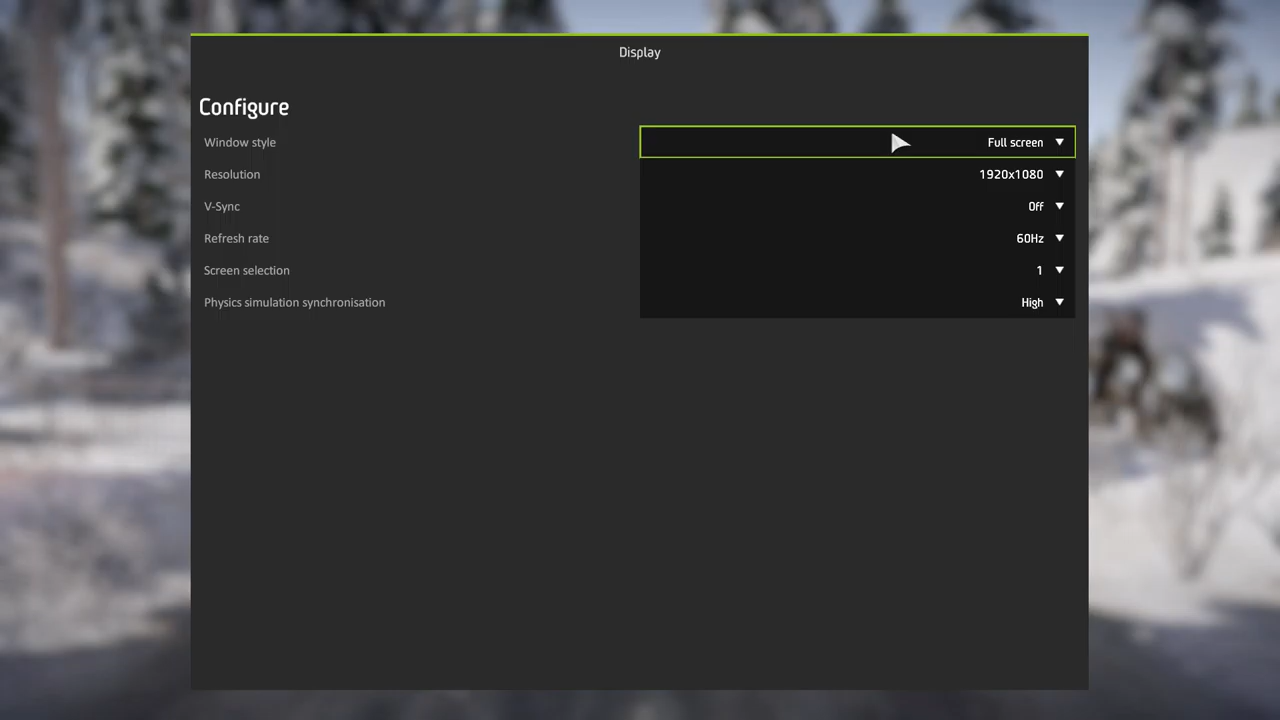 Display
Configure
Window style Full screen
Resolution 1920x1080
V-Sync Off
Refresh rate 60Hz
Screen selection 1
Physics simulation synchronisation High